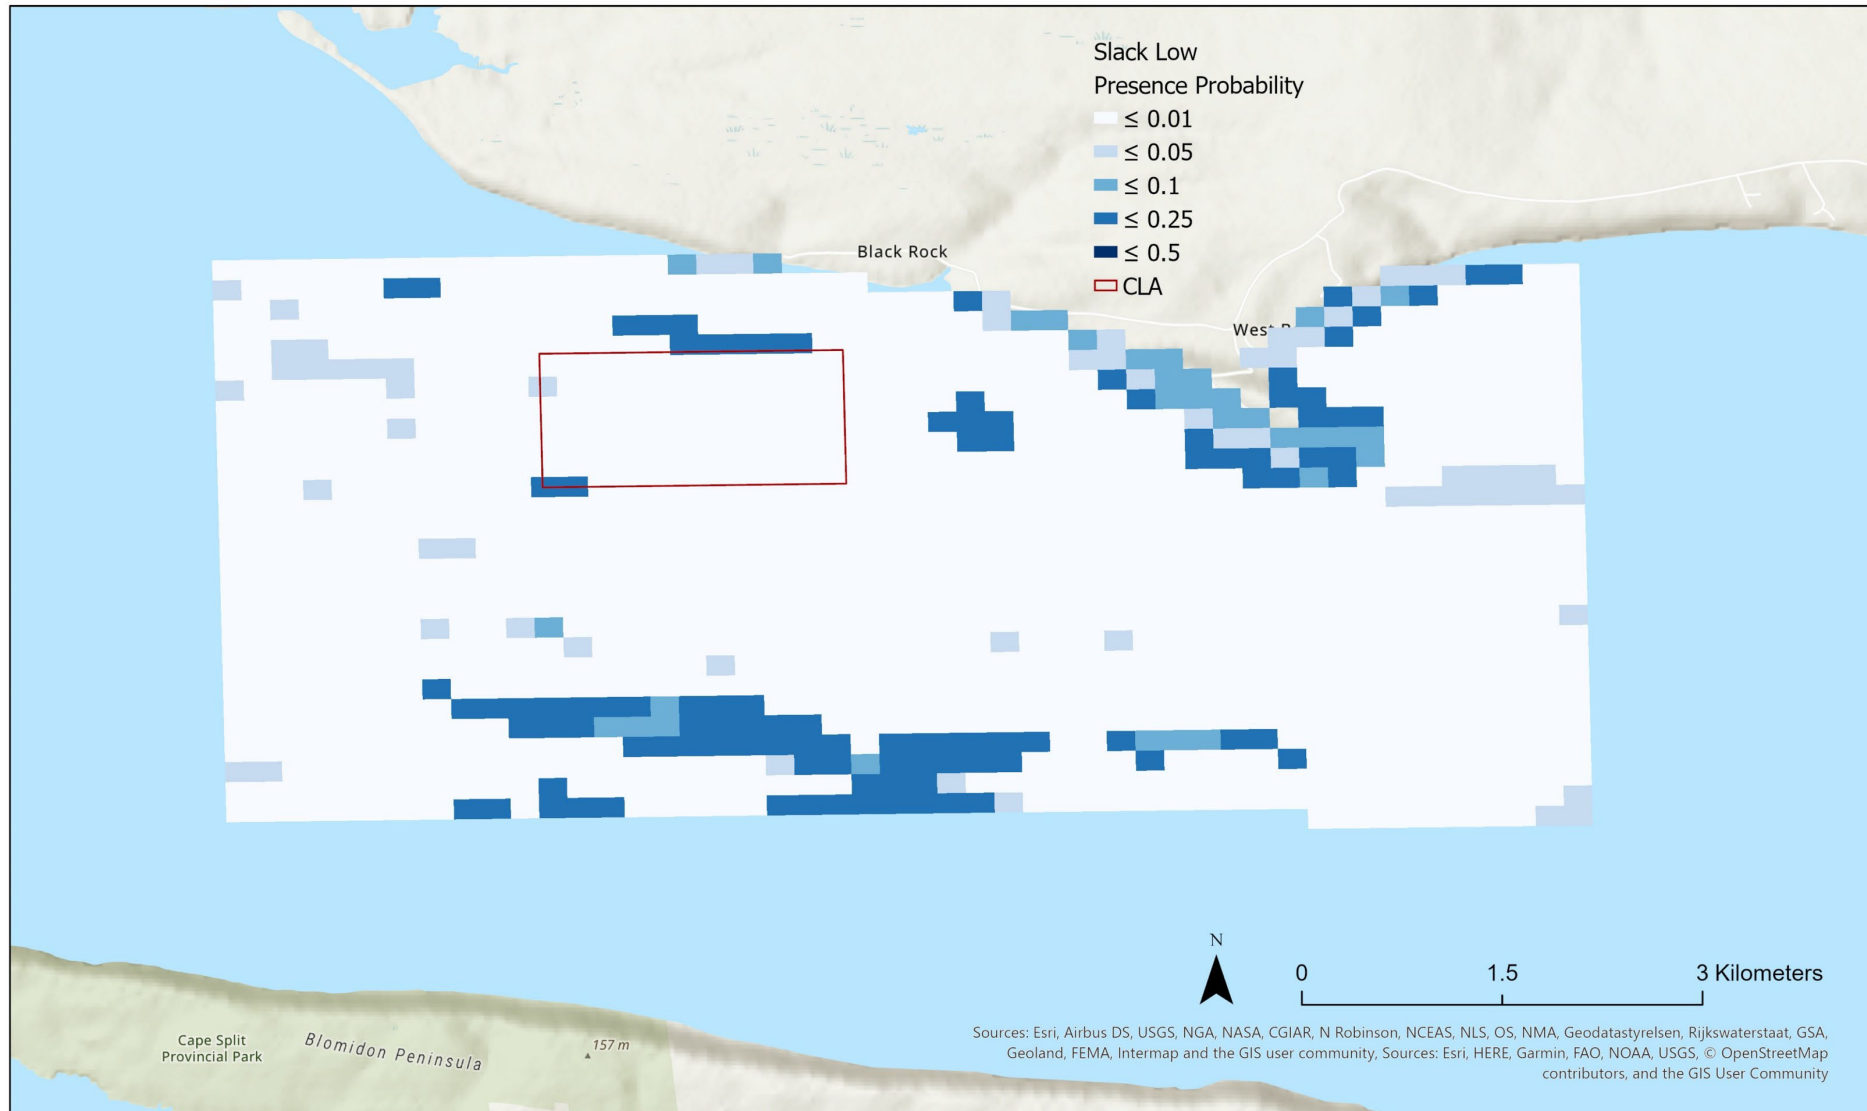 Slack Low
Presence Probability
≤ 0.01
≤ 0.05
≤ 0.1
≤ 0.25
≤ 0.5
CLA
Black Rock
West
N
0 1.5 3 Kilometers
Cape Split
Provincial Park
Blomidon Peninsula
157 m
Sources: Esri, Airbus DS, USGS, NGA, NASA, CGIAR, N Robinson, NCEAS, NLS, OS, NMA, Geodatastyrelsen, Rijkswaterstaat, GSA,
Geoland, FEMA, Intermap and the GIS user community, Sources: Esri, HERE, Garmin, FAO, NOAA, USGS, © OpenStreetMap
contributors, and the GIS User Community